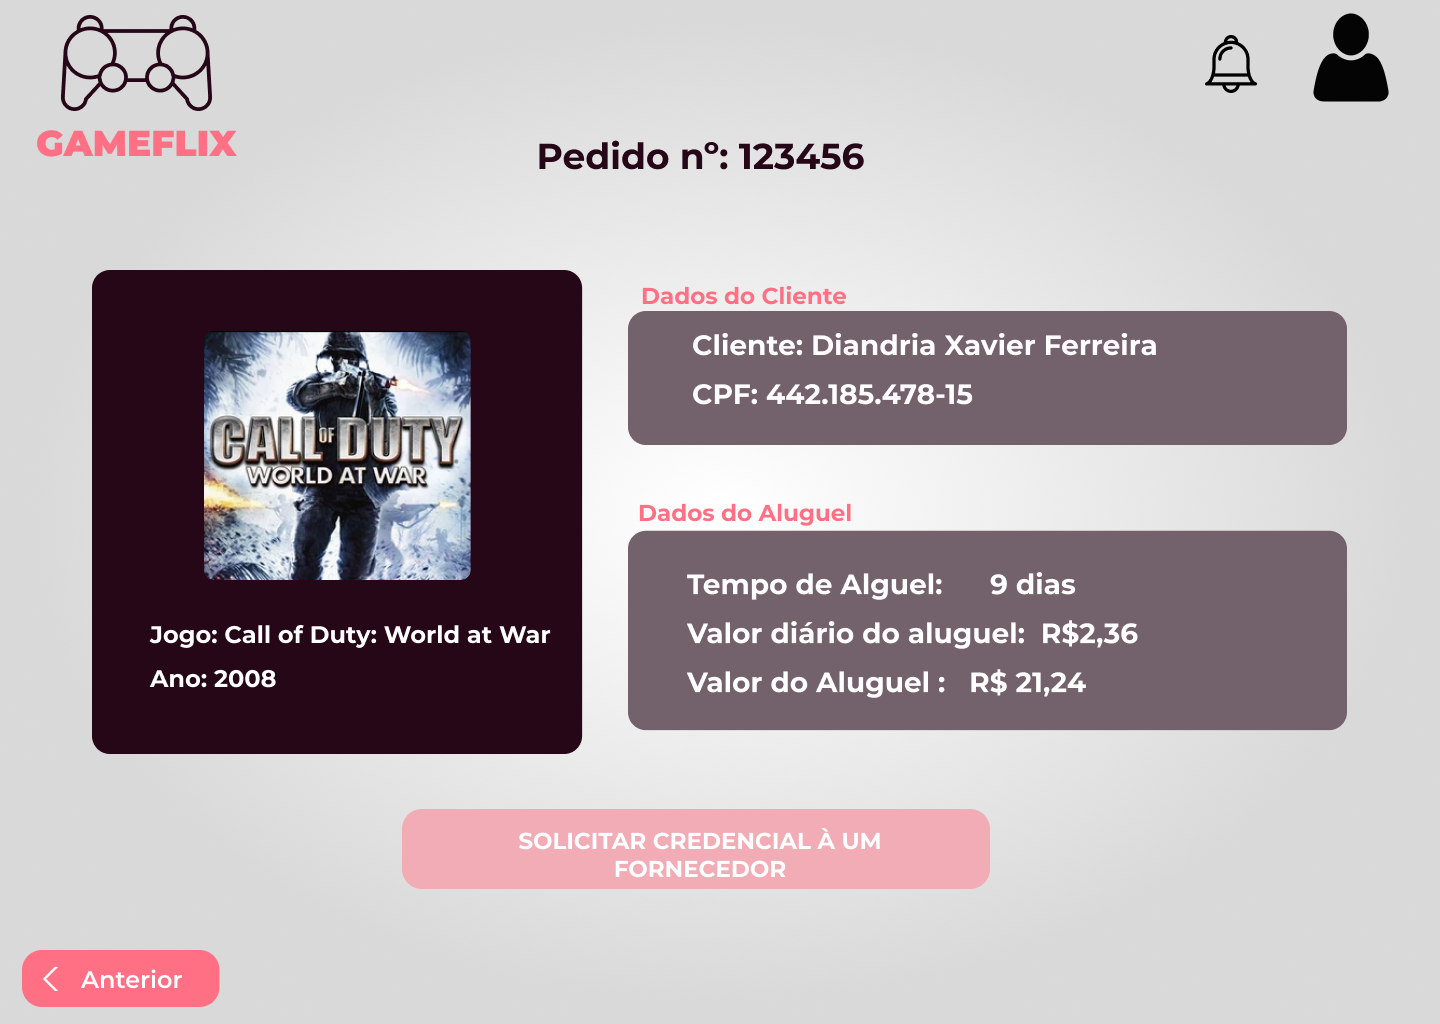 GAMEFLIX
Pedido nº: 123456
CALL OF DUTY
WORLD AT WAR
Jogo: Call of Duty: World at War
Ano: 2008
Dados do Cliente
Cliente: Diandria Xavier Ferreira
CPF: 442.185.478-15
Dados do Aluguel
Tempo de Alguel: 9 dias
Valor diário do aluguel: R$2,36
Valor do Aluguel : R$ 21,24
SOLICITAR CREDENCIAL À UM
FORNECEDOR
Anterior